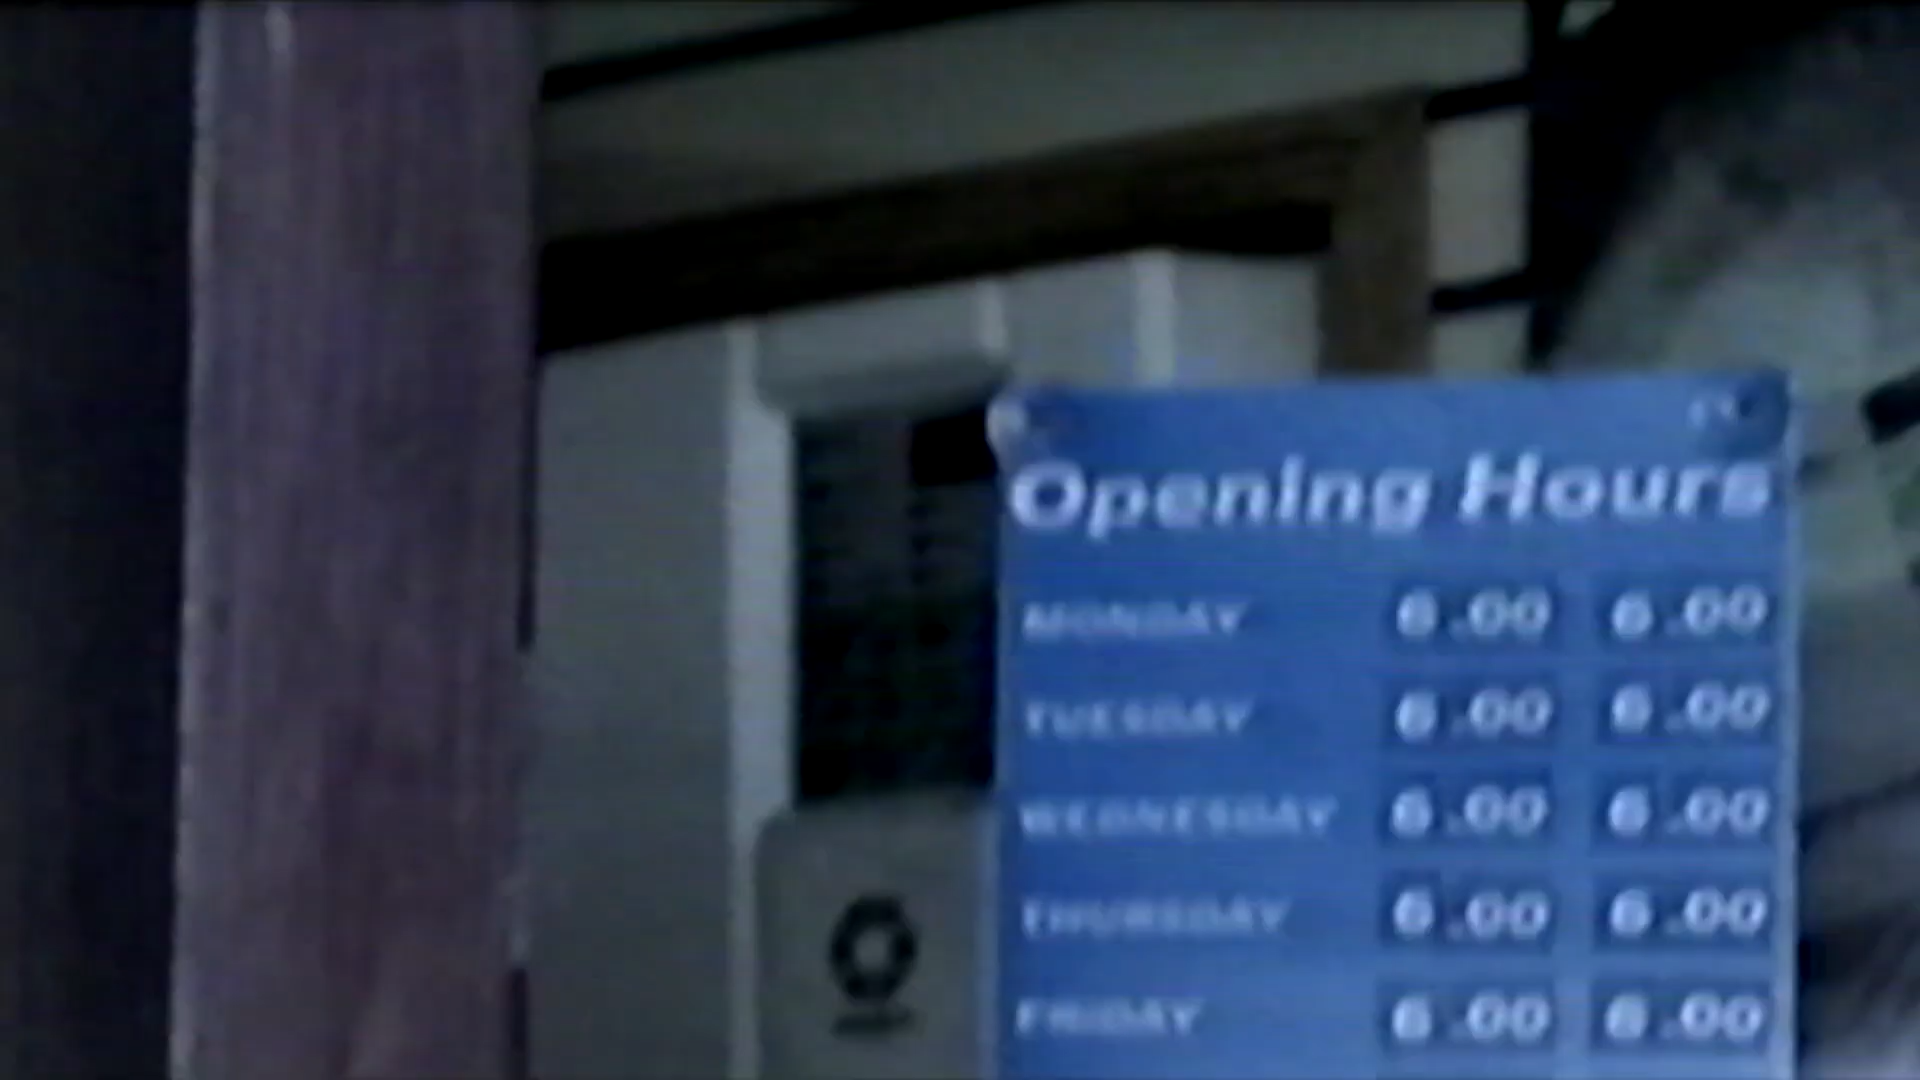 Opening Hours
MONDAY 6.00 6.00
TUESDAY 6.00 6.00
WEDNESDAY 6.00 6.00
THURSDAY 6.00 6.00
FRIDAY 6.00 6.00